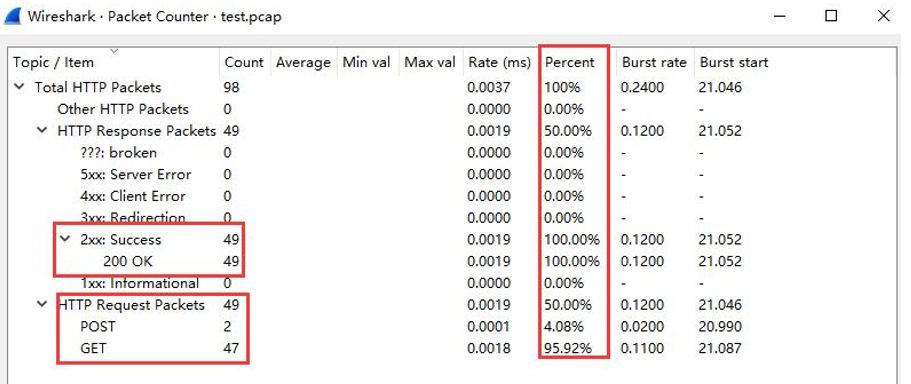 Wireshark · Packet Counter · test.pcap
Topic / Item Count Average Min val Max val Rate (ms) Percent Burst rate Burst start
Total HTTP Packets 98 0.0037 100% 0.2400 21.046
Other HTTP Packets 0 0.0000 0.00% - -
HTTP Response Packets 49 0.0019 50.00% 0.1200 21.052
???: broken 0 0.0000 0.00% - -
5xx: Server Error 0 0.0000 0.00% - -
4xx: Client Error 0 0.0000 0.00% - -
3xx: Redirection 0 0.0000 0.00% - -
2xx: Success 49 0.0019 100.00% 0.1200 21.052
200 OK 49 0.0019 100.00% 0.1200 21.052
1xx: Informational 0 0.0000 0.00% - -
HTTP Request Packets 49 0.0019 50.00% 0.1200 21.046
POST 2 0.0001 4.08% 0.0200 20.990
GET 47 0.0018 95.92% 0.1100 21.087